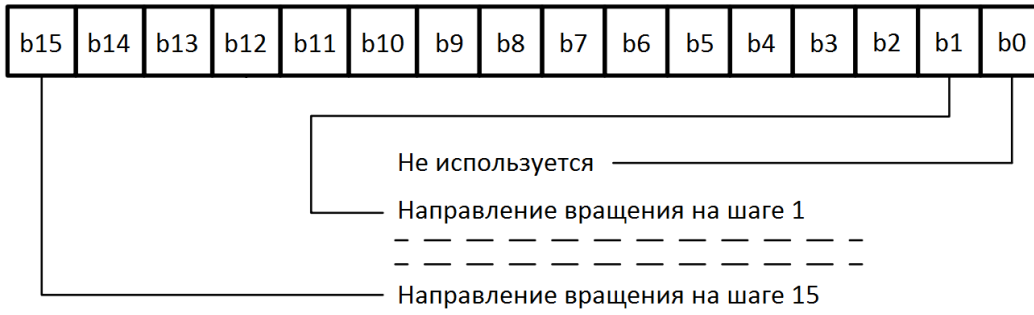 b15 b14 b13 b12 b11 b10 b9 b8 b7 b6 b5 b4 b3 b2 b1 b0
Не используется
Направление вращения на шаге 1
Направление вращения на шаге 15